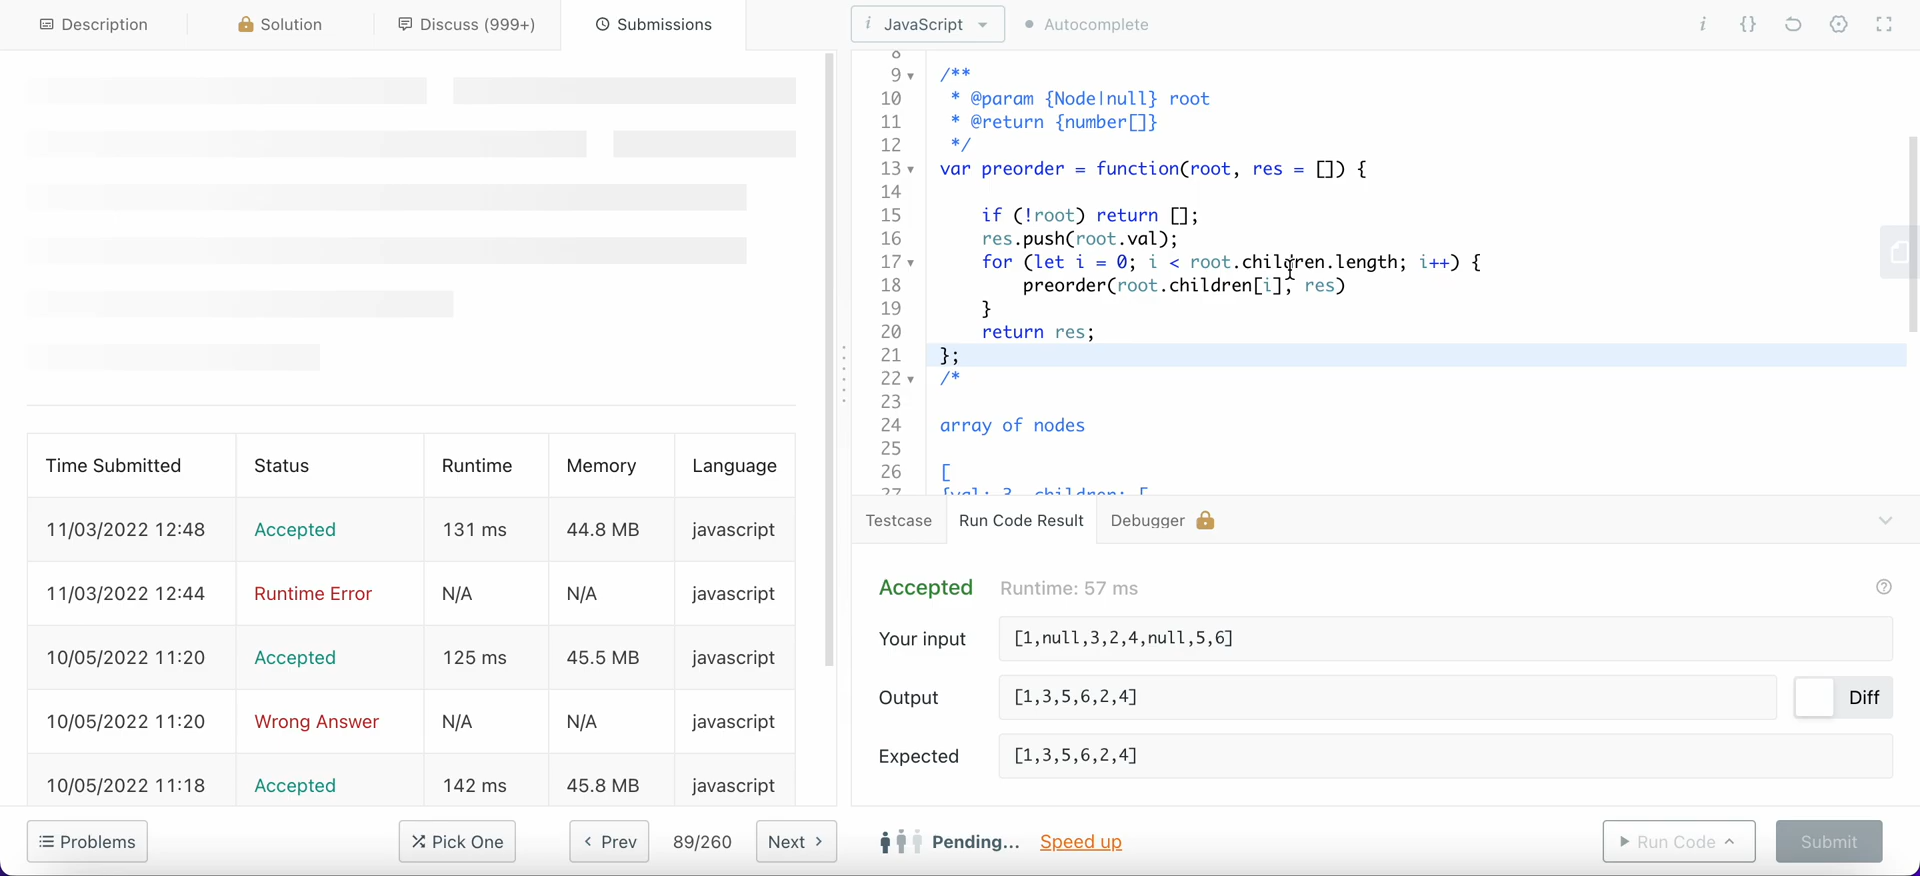 Description
Solution
Discuss (999+)
Submissions
Time Submitted Status Runtime Memory Language
11/03/2022 12:48 Accepted 131 ms 44.8 MB javascript
11/03/2022 12:44 Runtime Error N/A N/A javascript
10/05/2022 11:20 Accepted 125 ms 45.5 MB javascript
10/05/2022 11:20 Wrong Answer N/A N/A javascript
10/05/2022 11:18 Accepted 142 ms 45.8 MB javascript
Problems
Pick One
Prev
89/260
Next
i JavaScript
Autocomplete
i {}
8
9 /**
10 * @param {Node|null} root
11 * @return {number[]}
12 */
13 var preorder = function(root, res = []) {
14
15 if (!root) return [];
16 res.push(root.val);
17 for (let i = 0; i < root.children.length; i++) {
18 preorder(root.children[i], res)
19 }
20 return res;
21 };
22 /*
23
24 array of nodes
25
26 [
27 {val: 3, children: [
Testcase
Run Code Result
Debugger
Accepted Runtime: 57 ms
Your input [1,null,3,2,4,null,5,6]
Output [1,3,5,6,2,4] Diff
Expected [1,3,5,6,2,4]
Pending... Speed up
Run Code
Submit